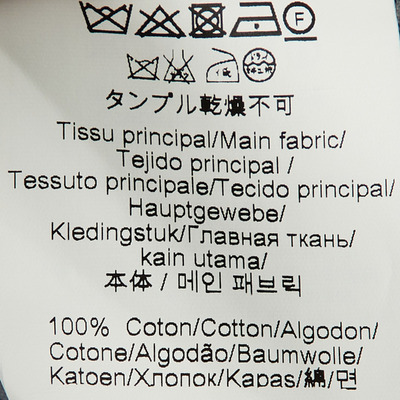 F
タンブル乾燥不可
Tissu principal/Main fabric/
Tejido principal /
Tessuto principale/Tecido principal/
Hauptgewebe/
Kledingstuk/Главная ткань/
kain utama/
本体 / 메인 패브릭
100% Coton/Cotton/Algodon/
Cotone/Algodão/Baumwolle/
Katoen/Хлопок/Kapas/綿/면